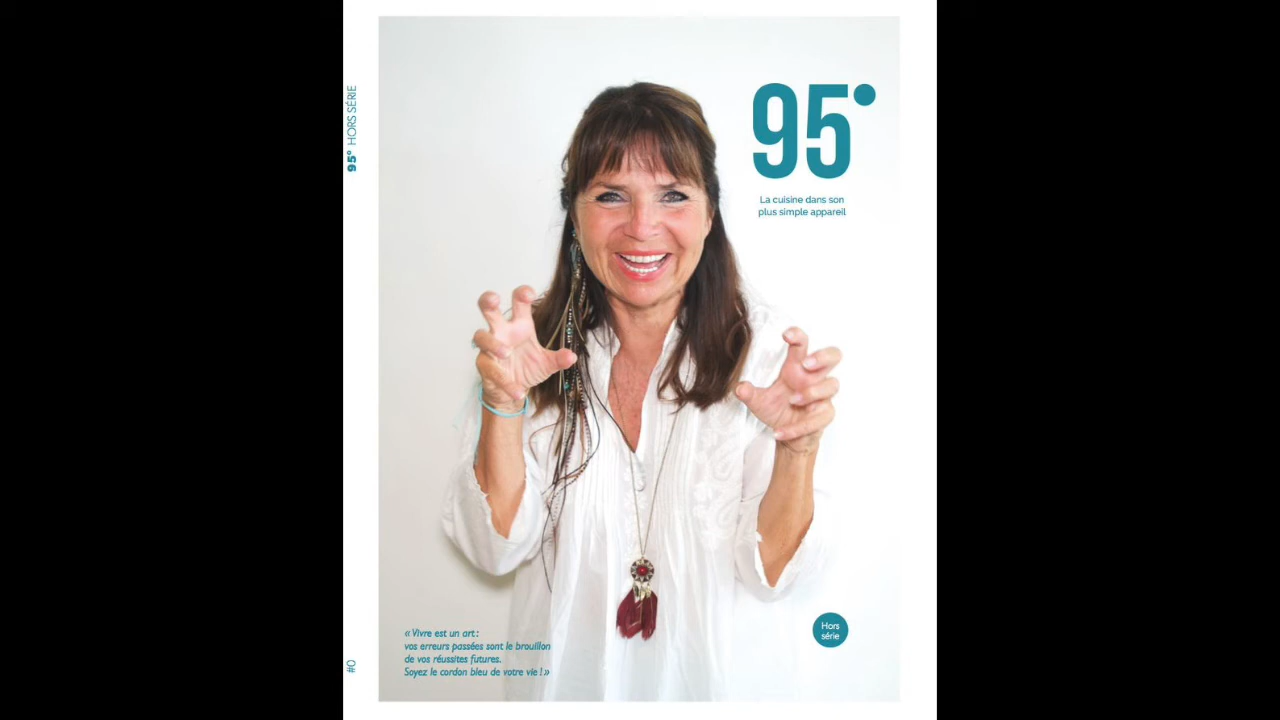 95° HORS SÉRIE
95°
La cuisine dans son
plus simple appareil
Hors
série
« Vivre est un art :
vos erreurs passées sont le brouillon
de vos réussites futures.
Soyez le cordon bleu de votre vie ! »
#0